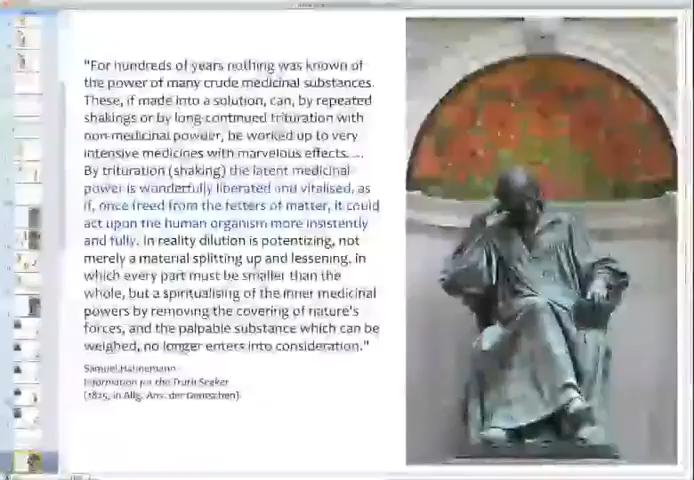 "For hundreds of years nothing was known of
the power of many crude medicinal substances.
These, if made into a solution, can, by repeated
shakings or by long-continued trituration with
non-medicinal powder, be worked up to very
intensive medicines with marvelous effects. ...
By trituration (shaking) the latent medicinal
power is wonderfully liberated and vitalised, as
if, once freed from the fetters of matter, it could
act upon the human organism more insistently
and fully. In reality dilution is potentizing, not
merely a material splitting up and lessening, in
which every part must be smaller than the
whole, but a spiritualising of the inner medicinal
powers by removing the covering of nature's
forces, and the palpable substance which can be
weighed, no longer enters into consideration."
Samuel Hahnemann
Information for the Truth Seeker
(1825, in Allg. Anz. der Deutschen)